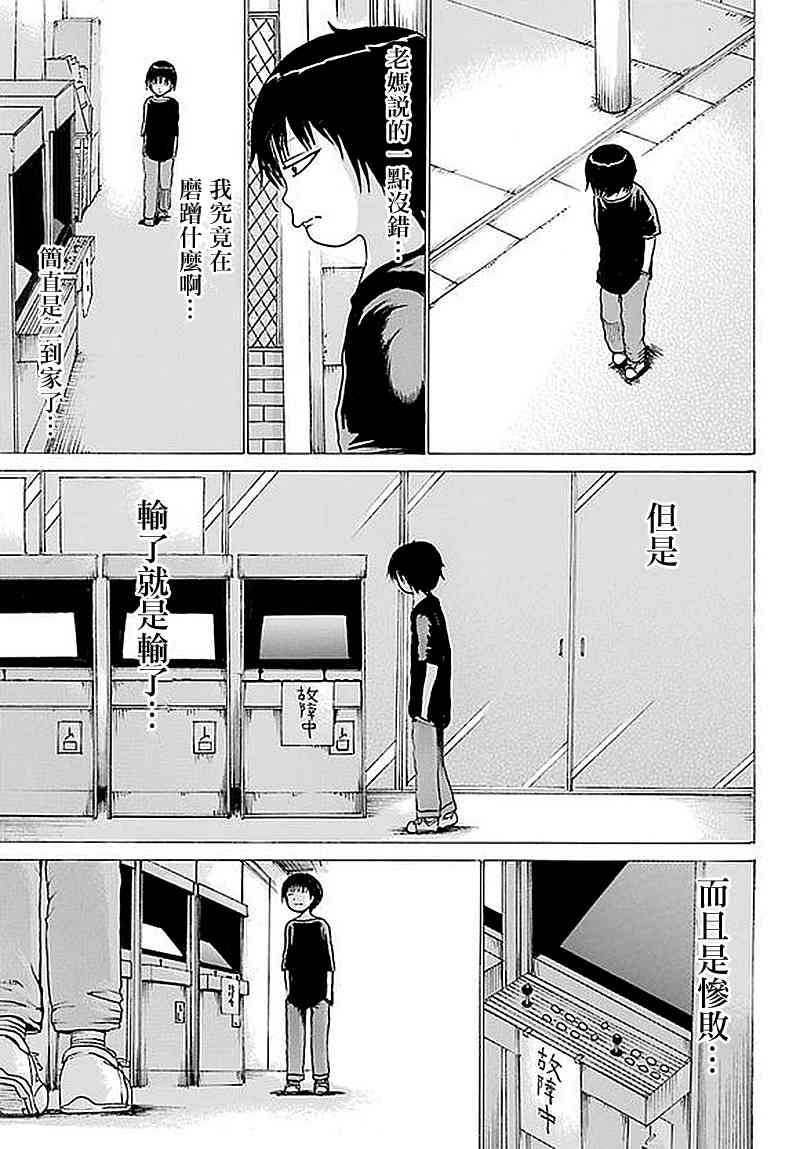 老媽說的一點沒錯…
我究竟在
磨蹭什麼啊…
簡直是二到家了…
但是
輸了就是輸了…
故障中
而且是慘敗…
故障中